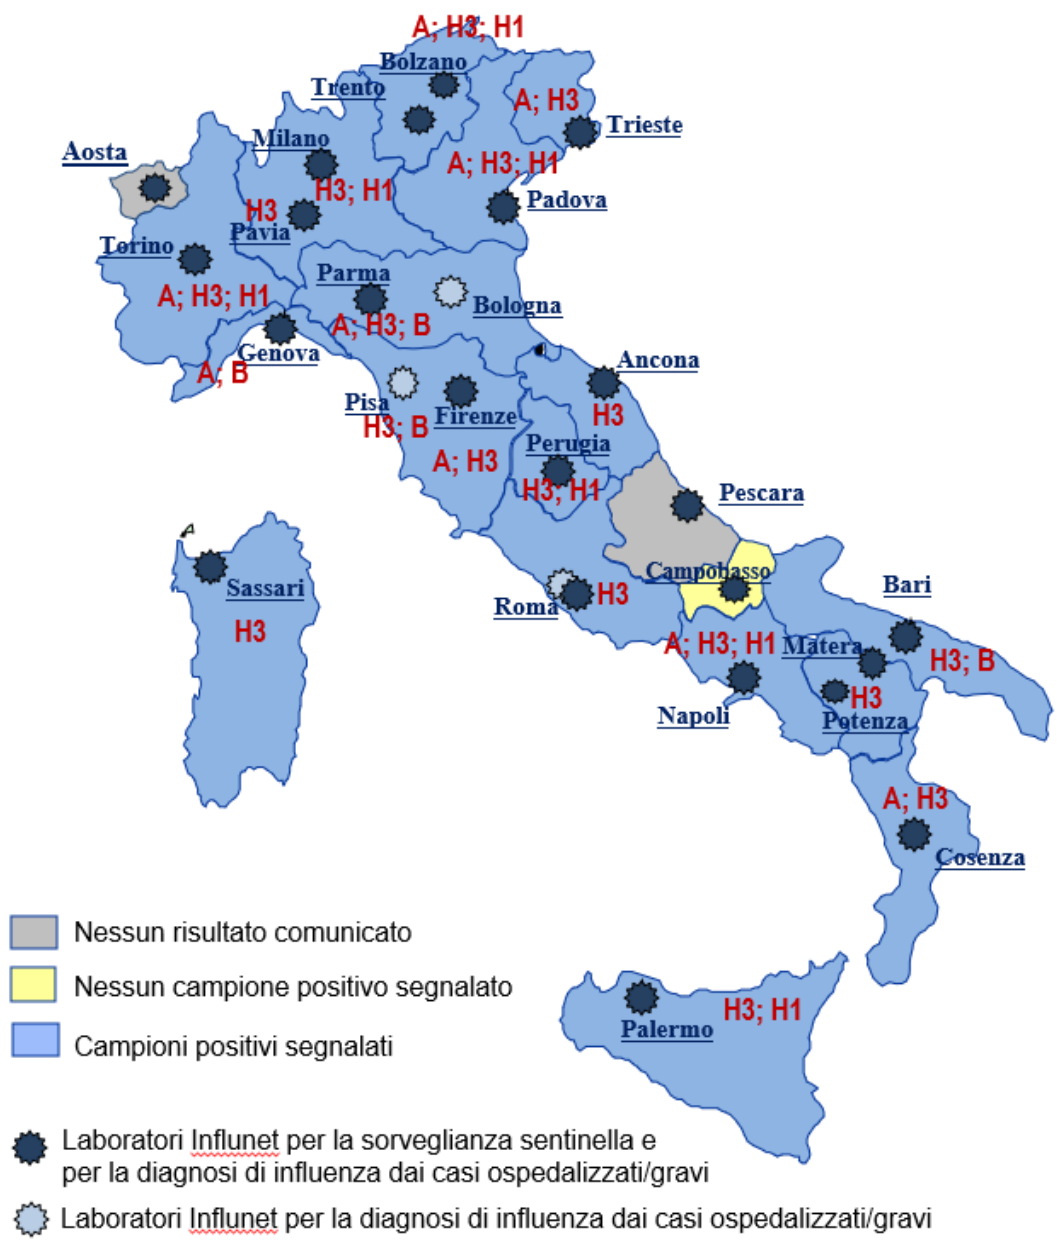 A; H3; H1
Bolzano
Trento
A; H3
Trieste
Milano
Aosta
A; H3; H1
H3; H1
Padova
H3
Pavia
Torino
Parma
A; H3; H1
Bologna
A; H3; B
Genova
Ancona
A; B
Pisa
Firenze
H3
H3; B
Perugia
A; H3
H3; H1
Pescara
Campobasso
Sassari
Bari
Roma
H3
H3
A; H3; H1
Matera
H3; B
H3
Napoli
Potenza
A; H3
Cosenza
Nessun risultato comunicato
Nessun campione positivo segnalato
H3; H1
Palermo
Campioni positivi segnalati
Laboratori Influnet per la sorveglianza sentinella e
per la diagnosi di influenza dai casi ospedalizzati/gravi
Laboratori Influnet per la diagnosi di influenza dai casi ospedalizzati/gravi